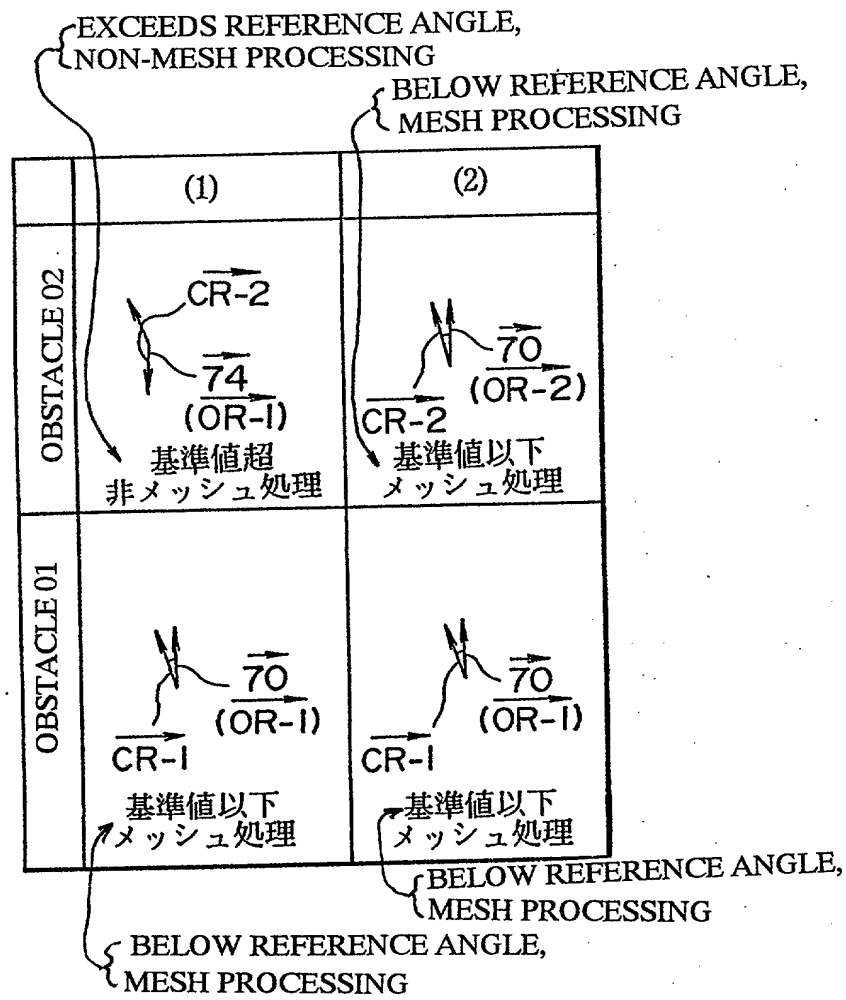 EXCEEDS REFERENCE ANGLE,
NON-MESH PROCESSING
BELOW REFERENCE ANGLE,
MESH PROCESSING
(1)
(2)
OBSTACLE 02
CR-2
74
(OR-1)
基準値超
非メッシュ処理
70
(OR-2)
CR-2
基準値以下
メッシュ処理
OBSTACLE 01
70
(OR-1)
CR-1
基準値以下
メッシュ処理
70
(OR-1)
CR-1
基準値以下
メッシュ処理
BELOW REFERENCE ANGLE,
MESH PROCESSING
BELOW REFERENCE ANGLE,
MESH PROCESSING